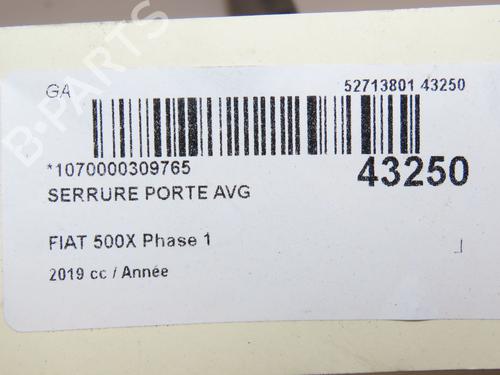 B-PARTS
GA
52713801 43250
*1070000309765
43250
SERRURE PORTE AVG
FIAT 500X Phase 1
2019 cc / Année